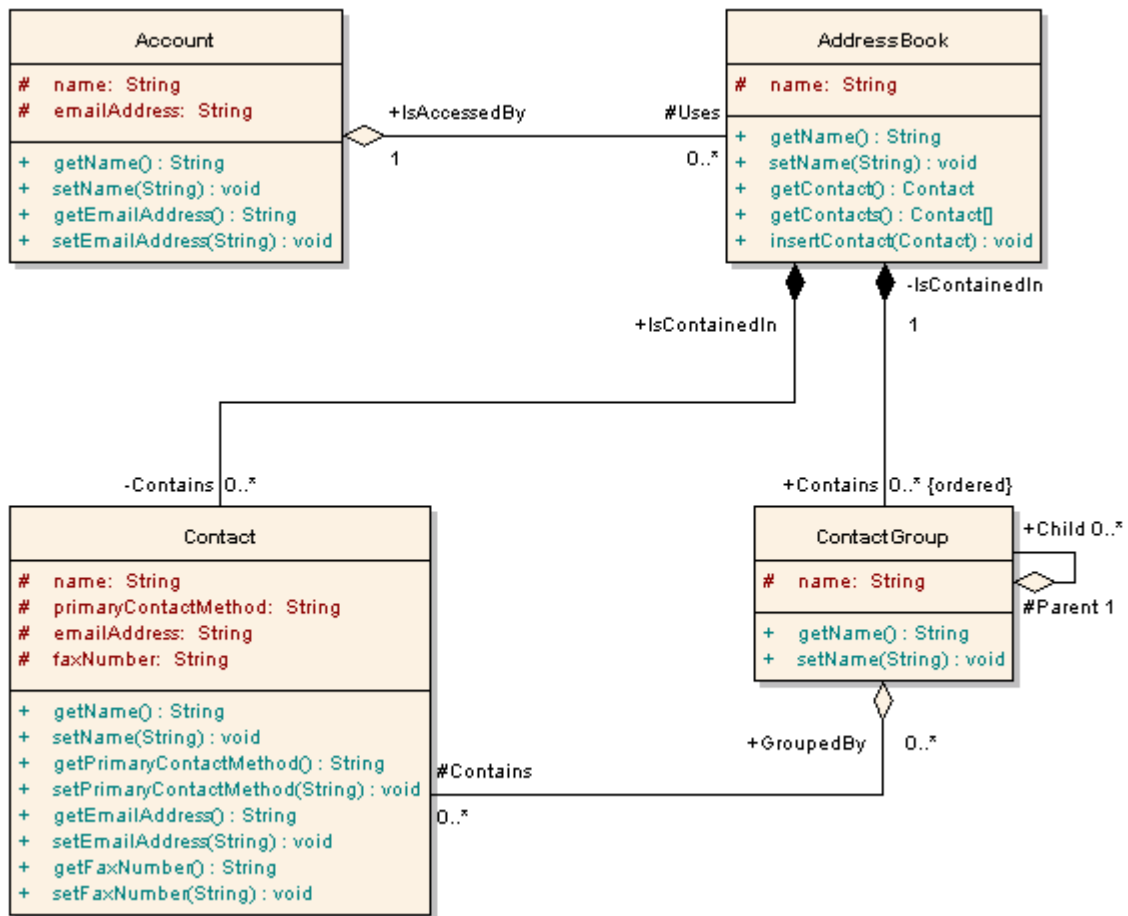 Account
# name: String
# emailAddress: String
+ getName() : String
+ setName(String) : void
+ getEmailAddress() : String
+ setEmailAddress(String) : void
+IsAccessedBy
1
#Uses
0..*
AddressBook
# name: String
+ getName() : String
+ setName(String) : void
+ getContact() : Contact
+ getContacts() : Contact[]
+ insertContact(Contact) : void
+IsContainedIn
-IsContainedIn
1
-Contains 0..*
+Contains 0..* {ordered}
Contact
# name: String
# primaryContactMethod: String
# emailAddress: String
# faxNumber: String
+ getName() : String
+ setName(String) : void
+ getPrimaryContactMethod() : String
+ setPrimaryContactMethod(String) : void
+ getEmailAddress() : String
+ setEmailAddress(String) : void
+ getFaxNumber() : String
+ setFaxNumber(String) : void
ContactGroup
# name: String
+ getName() : String
+ setName(String) : void
+Child 0..*
#Parent 1
+GroupedBy 0..*
#Contains
0..*